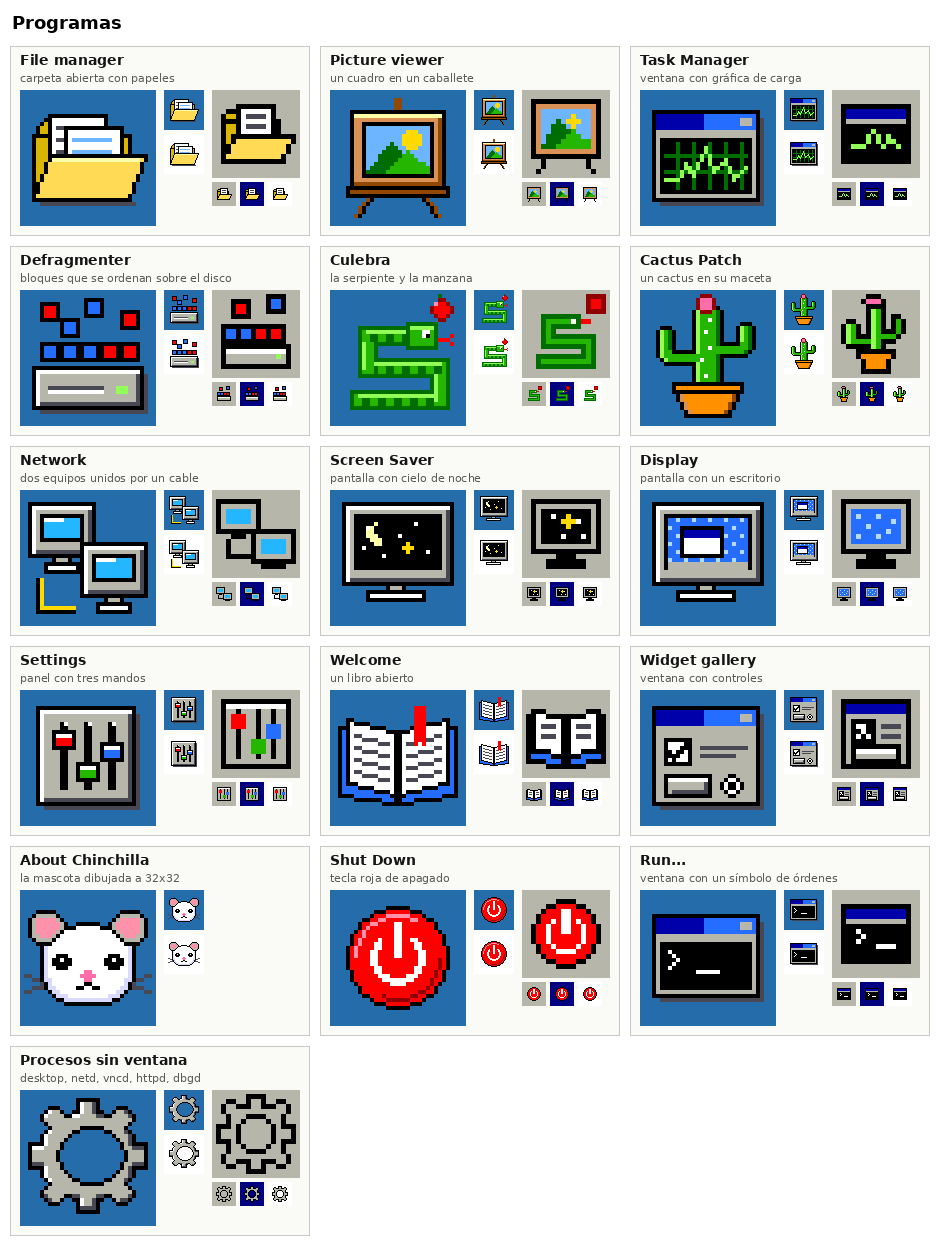 Programas
File manager
carpeta abierta con papeles
Picture viewer
un cuadro en un caballete
Task Manager
ventana con gráfica de carga
Defragmenter
bloques que se ordenan sobre el disco
Culebra
la serpiente y la manzana
Cactus Patch
un cactus en su maceta
Network
dos equipos unidos por un cable
Screen Saver
pantalla con cielo de noche
Display
pantalla con un escritorio
Settings
panel con tres mandos
Welcome
un libro abierto
Widget gallery
ventana con controles
About Chinchilla
la mascota dibujada a 32x32
Shut Down
tecla roja de apagado
Run...
ventana con un símbolo de órdenes
Procesos sin ventana
desktop, netd, vncd, httpd, dbgd